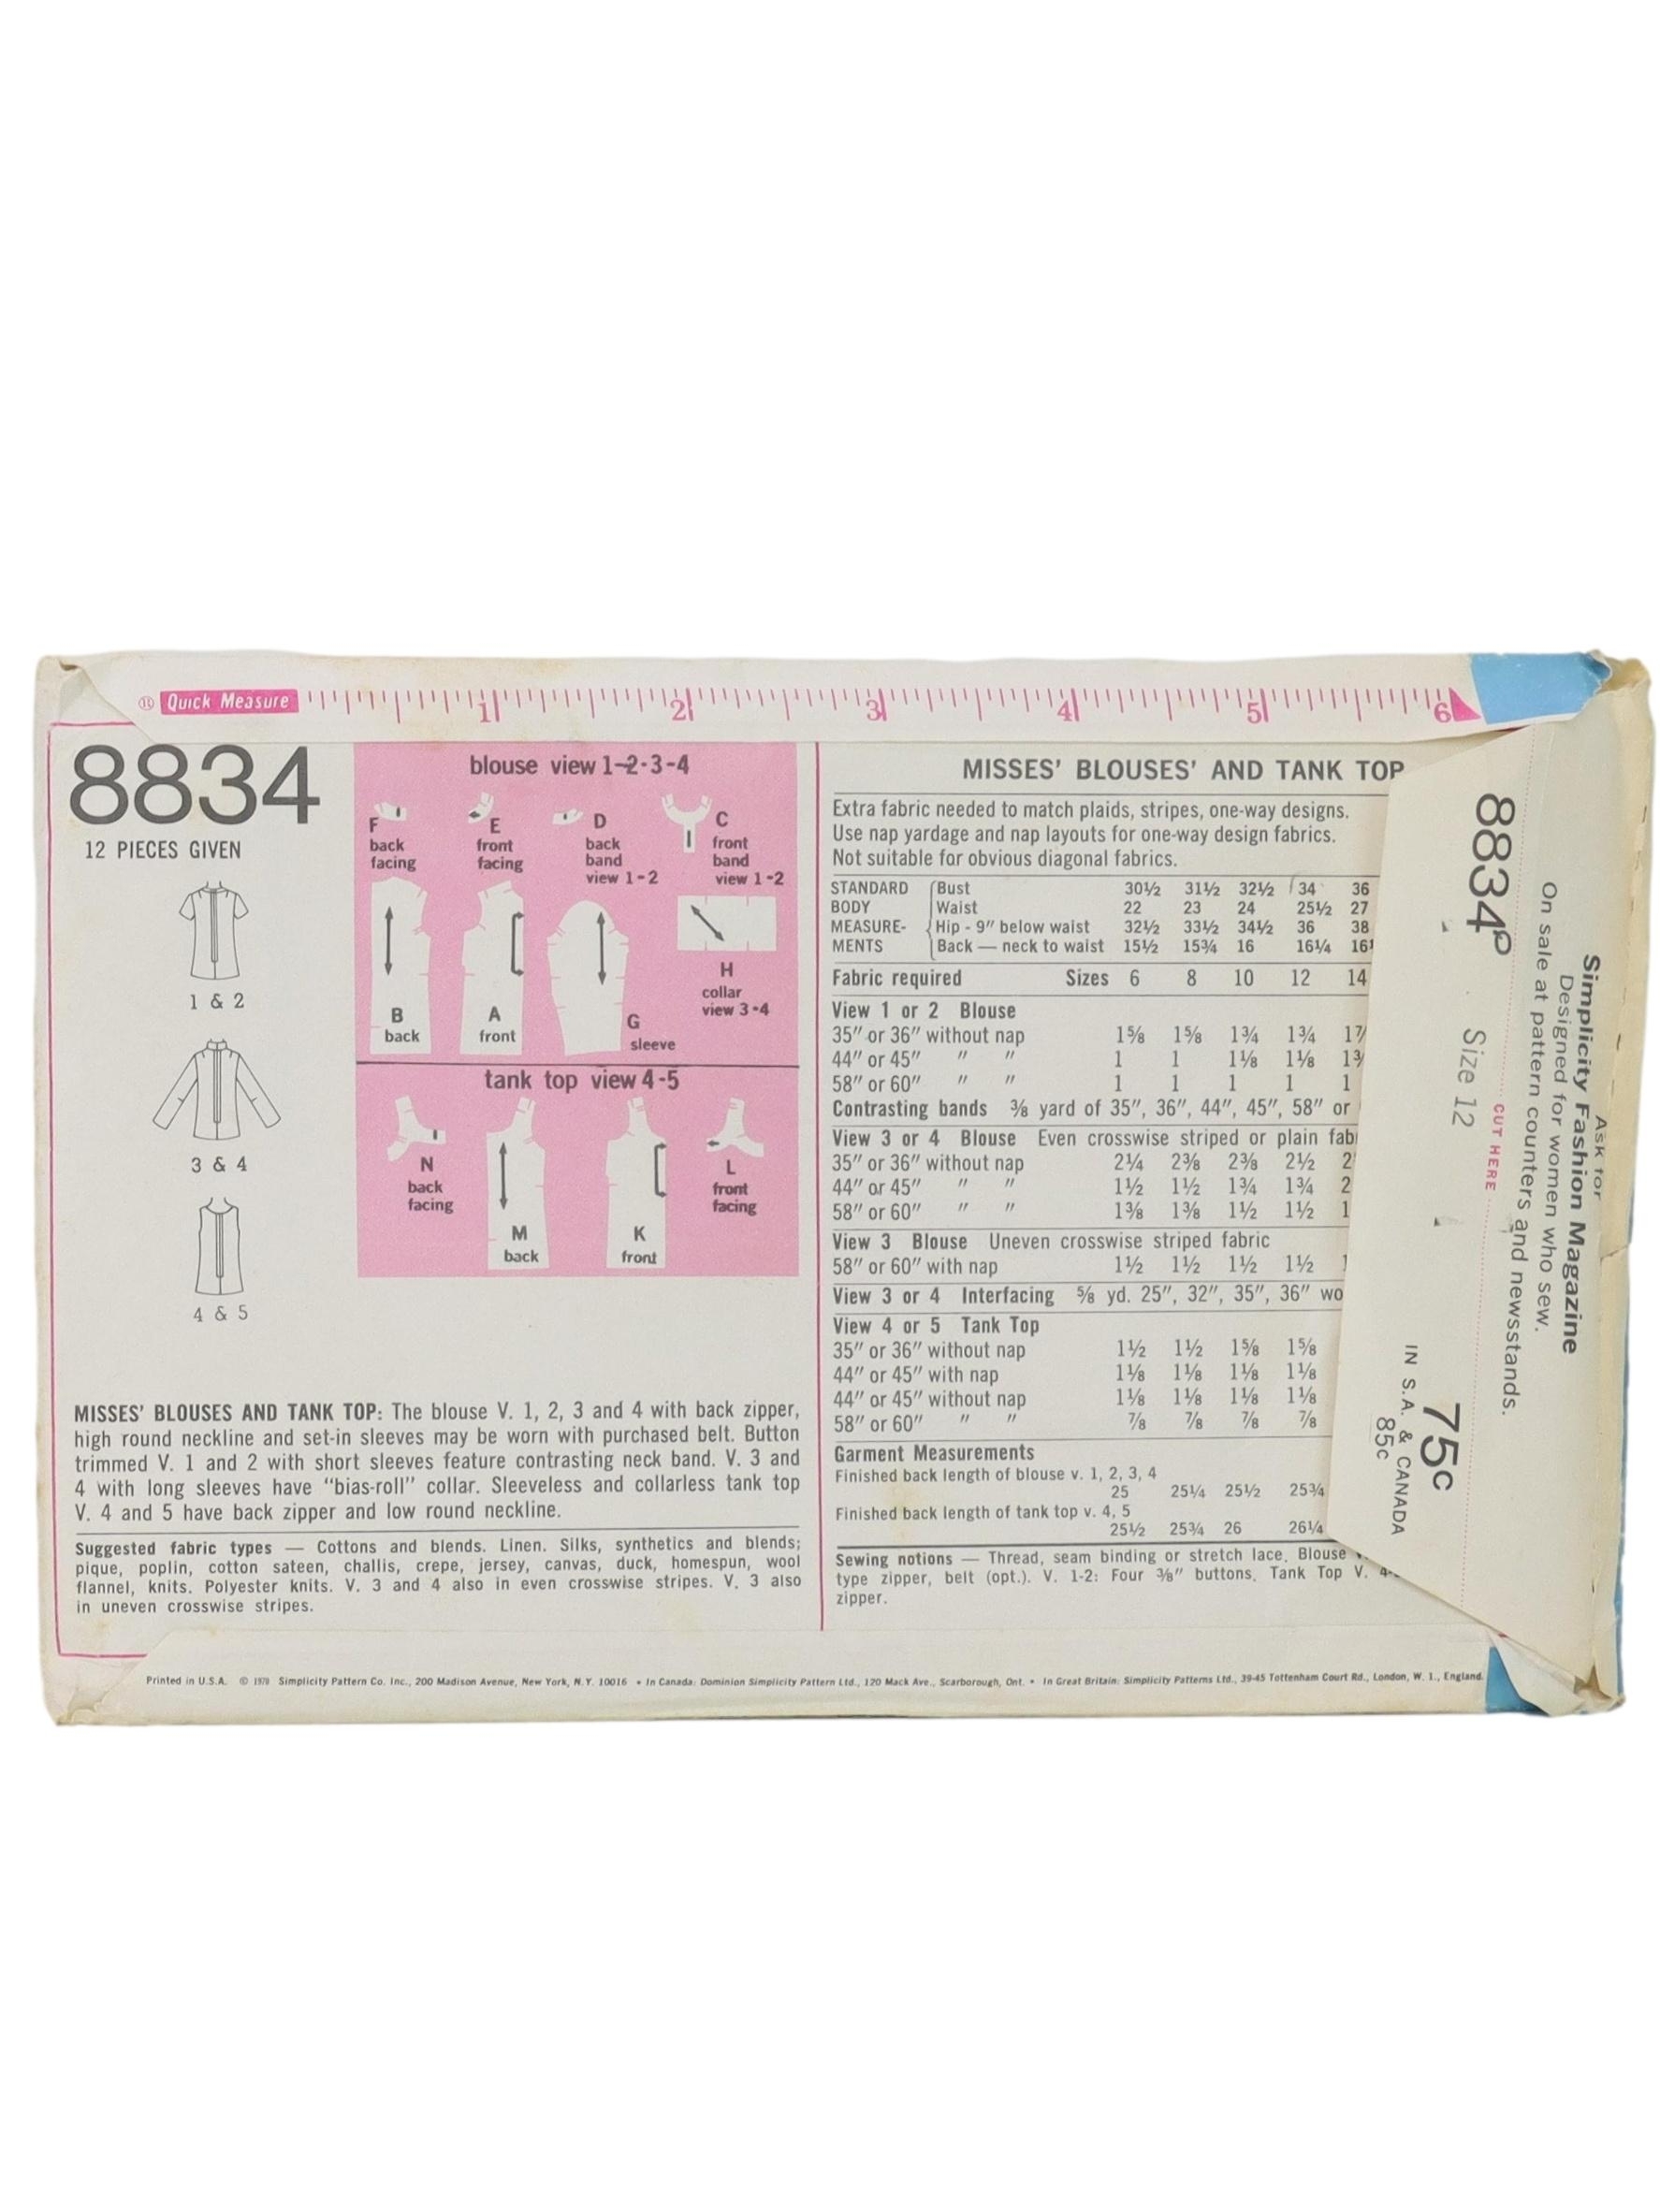 Quick Measure 1 2 3 4 5 6
8834
12 PIECES GIVEN
1 & 2
3 & 4
4 & 5
blouse view 1-2-3-4
F
back
facing
E
front
facing
D
back
band
view 1-2
C
front
band
view 1-2
B
back
A
front
G
sleeve
H
collar
view 3-4
tank top view 4-5
N
back
facing
M
back
K
front
L
front
facing
MISSES' BLOUSES AND TANK TOP: The blouse V. 1, 2, 3 and 4 with back zipper,
high round neckline and set-in sleeves may be worn with purchased belt. Button
trimmed V. 1 and 2 with short sleeves feature contrasting neck band. V. 3 and
4 with long sleeves have "bias-roll" collar. Sleeveless and collarless tank top
V. 4 and 5 have back zipper and low round neckline.
Suggested fabric types — Cottons and blends. Linen. Silks, synthetics and blends;
pique, poplin, cotton sateen, challis, crepe, jersey, canvas, duck, homespun, wool
flannel, knits. Polyester knits. V. 3 and 4 also in even crosswise stripes. V. 3 also
in uneven crosswise stripes.
MISSES' BLOUSES' AND TANK TOP
Extra fabric needed to match plaids, stripes, one-way designs.
Use nap yardage and nap layouts for one-way design fabrics.
Not suitable for obvious diagonal fabrics.
STANDARD Bust 30½ 31½ 32½ 34 36
BODY Waist 22 23 24 25½ 27
MEASURE- Hip - 9" below waist 32½ 33½ 34½ 36 38
MENTS Back — neck to waist 15½ 15¾ 16 16¼ 16
Fabric required Sizes 6 8 10 12 14
View 1 or 2 Blouse
35" or 36" without nap 1⅝ 1⅝ 1¾ 1¾ 1
44" or 45" " " 1 1 1⅛ 1⅛ 1
58" or 60" " " 1 1 1 1 1
Contrasting bands ⅜ yard of 35", 36", 44", 45", 58" or
View 3 or 4 Blouse Even crosswise striped or plain fab
35" or 36" without nap 2¼ 2⅜ 2⅜ 2½ 2
44" or 45" " " 1½ 1½ 1¾ 1¾ 2
58" or 60" " " 1⅜ 1⅜ 1½ 1½ 1
View 3 Blouse Uneven crosswise striped fabric
58" or 60" with nap 1½ 1½ 1½ 1½
View 3 or 4 Interfacing ⅝ yd. 25", 32", 35", 36" wo
View 4 or 5 Tank Top
35" or 36" without nap 1½ 1½ 1⅝ 1⅝
44" or 45" with nap 1⅛ 1⅛ 1⅛ 1⅛
44" or 45" without nap 1⅛ 1⅛ 1⅛ 1⅛
58" or 60" " " ⅞ ⅞ ⅞ ⅞
Garment Measurements
Finished back length of blouse v. 1, 2, 3, 4
25 25¼ 25½ 25¾
Finished back length of tank top v. 4, 5
25½ 25¾ 26 26¼
Sewing notions — Thread, seam binding or stretch lace. Blouse
type zipper, belt (opt.). V. 1-2: Four ⅜" buttons. Tank Top V. 4-
zipper.
8834P Size 12 75c
IN S.A. & CANADA
85c
CUT HERE
Ask for
Simplicity Fashion Magazine
Designed for women who sew.
On sale at pattern counters and newsstands.
Printed in U.S.A. © 1970 Simplicity Pattern Co. Inc., 200 Madison Avenue, New York, N.Y. 10016 • In Canada: Dominion Simplicity Pattern Ltd., 120 Mack Ave., Scarborough, Ont. • In Great Britain: Simplicity Patterns Ltd., 39-45 Tottenham Court Rd., London, W. 1., England.